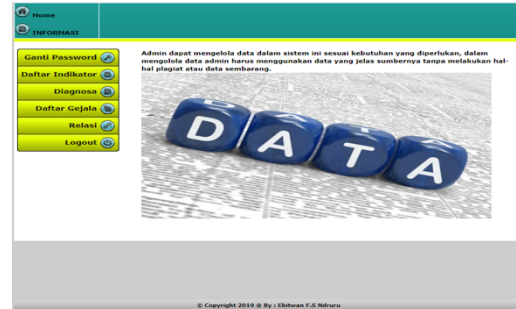 Home
INFORMASI
Ganti Password
Daftar Indikator
Diagnosa
Daftar Gejala
Relasi
Logout
Admin dapat mengelola data dalam sistem ini sesuai kebutuhan yang diperlukan, dalam
mengolola data admin harus menggunakan data yang jelas sumbernya tanpa melakukan hal-
hal plagiat atau data sembarang.
DATA
© Copyright 2019 @ By : Ebitwan F.S Ndruru